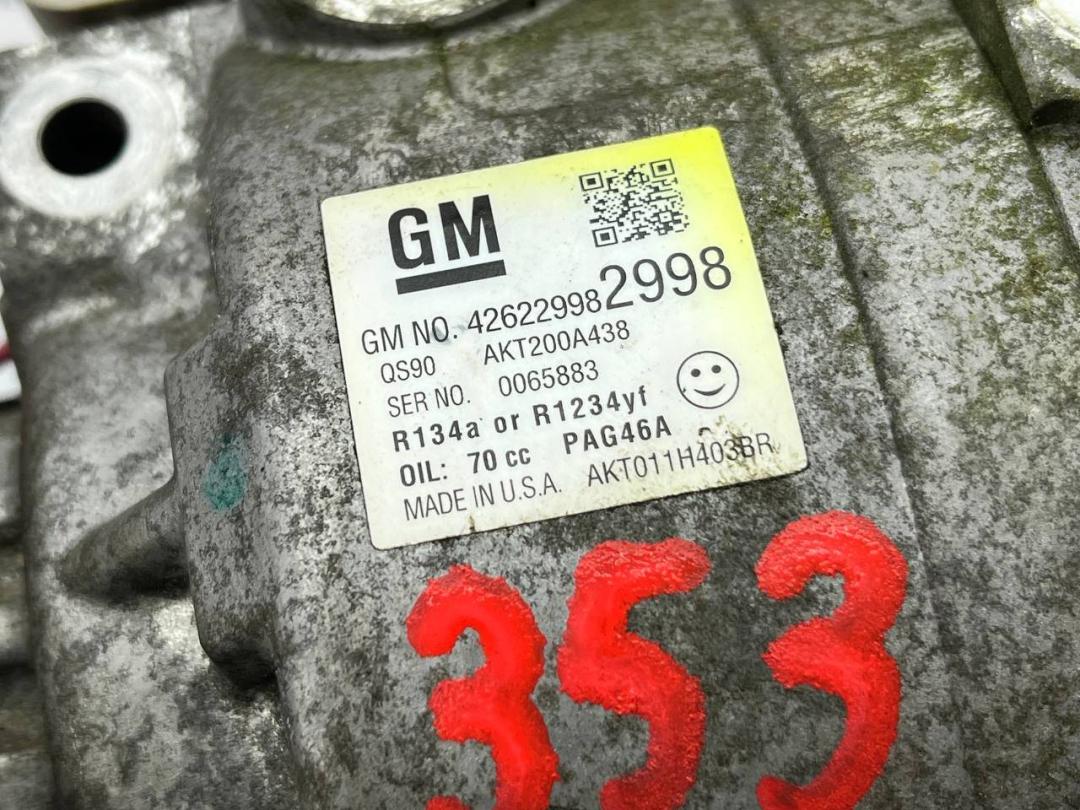 GM
GM NO. 42622998 2998
QS90 AKT200A438
SER NO. 0065883
R134a or R1234yf
OIL: 70 cc PAG46A
MADE IN U.S.A. AKT011H403BR
353